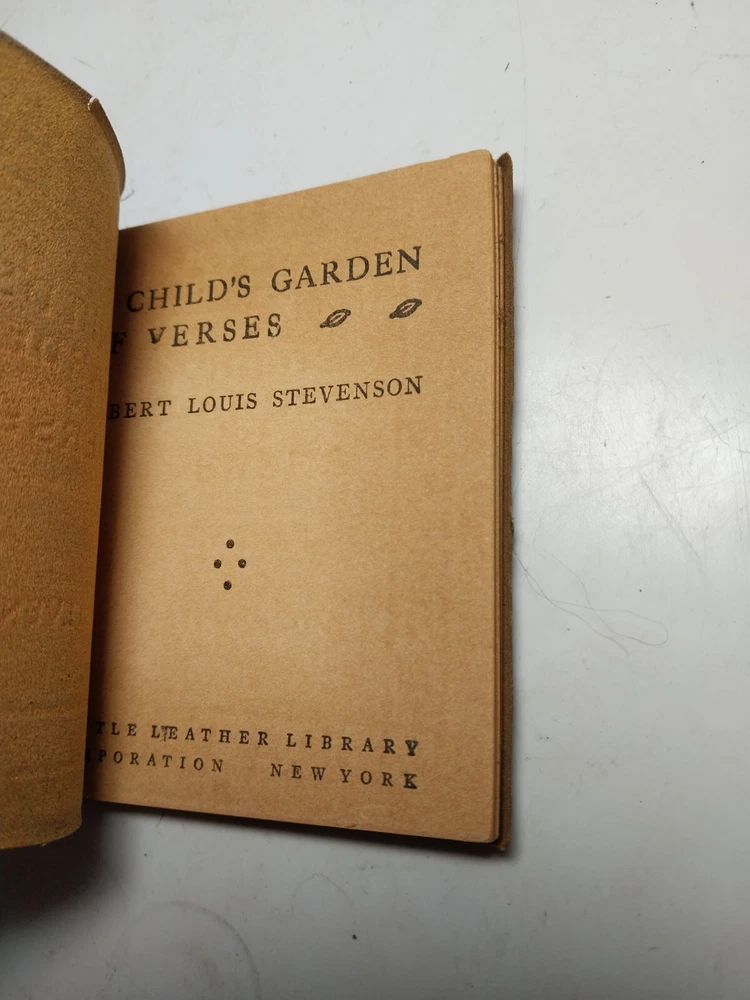 CHILD'S GARDEN
F VERSES
BERT LOUIS STEVENSON
TLE LEATHER LIBRARY
PORATION NEW YORK